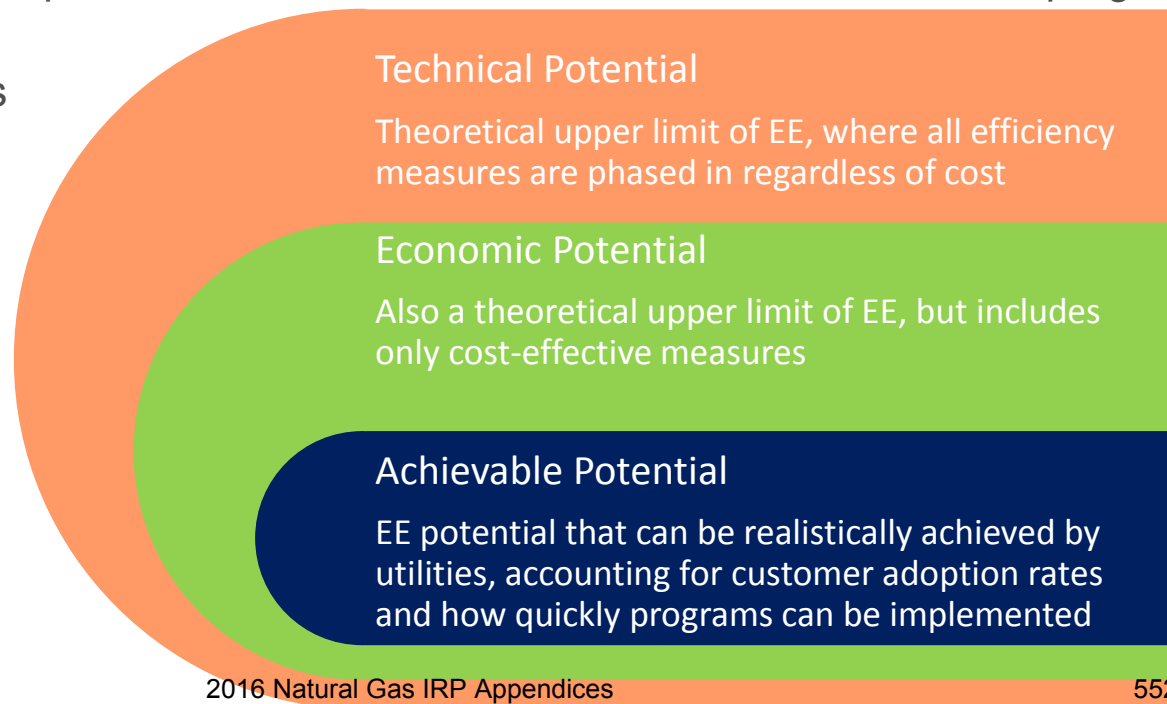 Technical Potential
Theoretical upper limit of EE, where all efficiency
measures are phased in regardless of cost
Economic Potential
Also a theoretical upper limit of EE, but includes
only cost-effective measures
Achievable Potential
EE potential that can be realistically achieved by
utilities, accounting for customer adoption rates
and how quickly programs can be implemented
2016 Natural Gas IRP Appendices 552